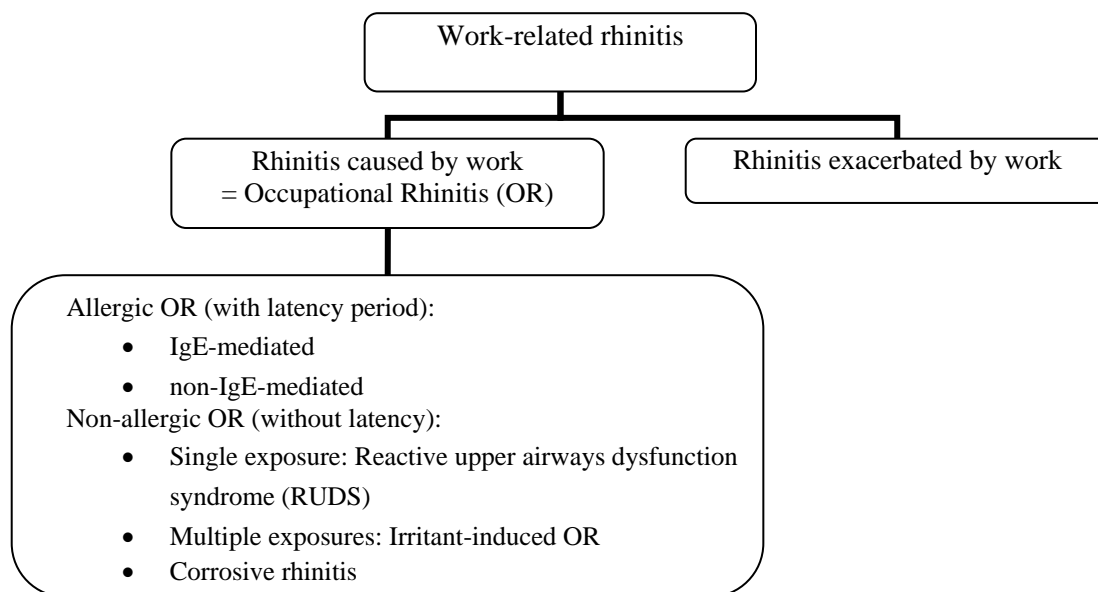 Work-related rhinitis
Rhinitis caused by work
= Occupational Rhinitis (OR)
Rhinitis exacerbated by work
Allergic OR (with latency period):
• IgE-mediated
• non-IgE-mediated
Non-allergic OR (without latency):
• Single exposure: Reactive upper airways dysfunction
syndrome (RUDS)
• Multiple exposures: Irritant-induced OR
• Corrosive rhinitis